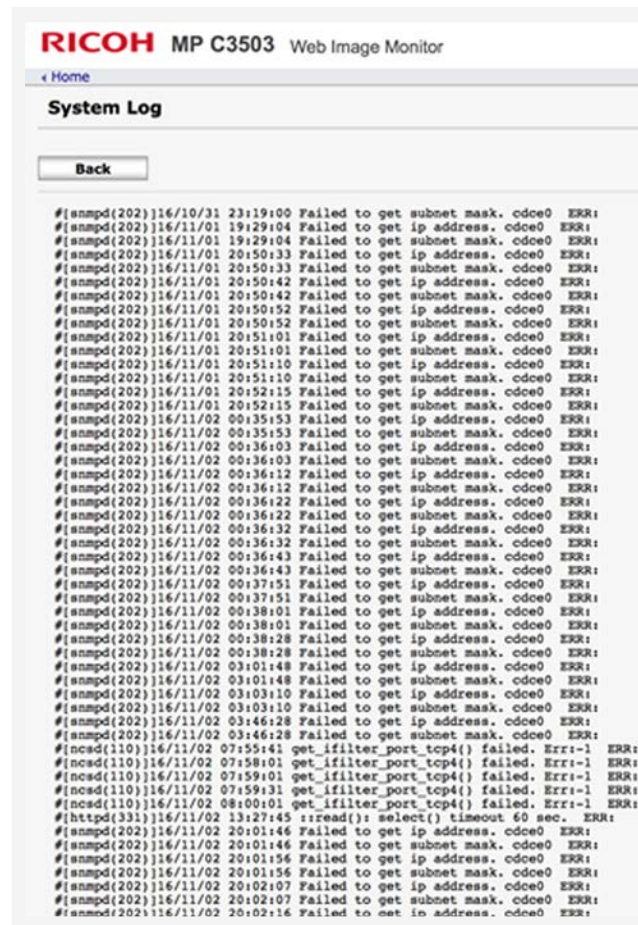 RICOH MP C3503 Web Image Monitor
Home
System Log
Back
#[snmpd(202)]16/10/31 23:19:00 Failed to get subnet mask. cdce0 ERR:
#[snmpd(202)]16/11/01 19:29:04 Failed to get ip address. cdce0 ERR:
#[snmpd(202)]16/11/01 19:29:04 Failed to get subnet mask. cdce0 ERR:
#[snmpd(202)]16/11/01 20:50:33 Failed to get ip address. cdce0 ERR:
#[snmpd(202)]16/11/01 20:50:33 Failed to get subnet mask. cdce0 ERR:
#[snmpd(202)]16/11/01 20:50:42 Failed to get ip address. cdce0 ERR:
#[snmpd(202)]16/11/01 20:50:42 Failed to get subnet mask. cdce0 ERR:
#[snmpd(202)]16/11/01 20:50:52 Failed to get ip address. cdce0 ERR:
#[snmpd(202)]16/11/01 20:50:52 Failed to get subnet mask. cdce0 ERR:
#[snmpd(202)]16/11/01 20:51:01 Failed to get ip address. cdce0 ERR:
#[snmpd(202)]16/11/01 20:51:01 Failed to get subnet mask. cdce0 ERR:
#[snmpd(202)]16/11/01 20:51:10 Failed to get ip address. cdce0 ERR:
#[snmpd(202)]16/11/01 20:51:10 Failed to get subnet mask. cdce0 ERR:
#[snmpd(202)]16/11/01 20:52:15 Failed to get ip address. cdce0 ERR:
#[snmpd(202)]16/11/01 20:52:15 Failed to get subnet mask. cdce0 ERR:
#[snmpd(202)]16/11/02 00:35:53 Failed to get ip address. cdce0 ERR:
#[snmpd(202)]16/11/02 00:35:53 Failed to get subnet mask. cdce0 ERR:
#[snmpd(202)]16/11/02 00:36:03 Failed to get ip address. cdce0 ERR:
#[snmpd(202)]16/11/02 00:36:03 Failed to get subnet mask. cdce0 ERR:
#[snmpd(202)]16/11/02 00:36:12 Failed to get ip address. cdce0 ERR:
#[snmpd(202)]16/11/02 00:36:12 Failed to get subnet mask. cdce0 ERR:
#[snmpd(202)]16/11/02 00:36:22 Failed to get ip address. cdce0 ERR:
#[snmpd(202)]16/11/02 00:36:22 Failed to get subnet mask. cdce0 ERR:
#[snmpd(202)]16/11/02 00:36:32 Failed to get ip address. cdce0 ERR:
#[snmpd(202)]16/11/02 00:36:32 Failed to get subnet mask. cdce0 ERR:
#[snmpd(202)]16/11/02 00:36:43 Failed to get ip address. cdce0 ERR:
#[snmpd(202)]16/11/02 00:36:43 Failed to get subnet mask. cdce0 ERR:
#[snmpd(202)]16/11/02 00:37:51 Failed to get ip address. cdce0 ERR:
#[snmpd(202)]16/11/02 00:37:51 Failed to get subnet mask. cdce0 ERR:
#[snmpd(202)]16/11/02 00:38:01 Failed to get ip address. cdce0 ERR:
#[snmpd(202)]16/11/02 00:38:01 Failed to get subnet mask. cdce0 ERR:
#[snmpd(202)]16/11/02 00:38:28 Failed to get ip address. cdce0 ERR:
#[snmpd(202)]16/11/02 00:38:28 Failed to get subnet mask. cdce0 ERR:
#[snmpd(202)]16/11/02 03:01:48 Failed to get ip address. cdce0 ERR:
#[snmpd(202)]16/11/02 03:01:48 Failed to get subnet mask. cdce0 ERR:
#[snmpd(202)]16/11/02 03:03:10 Failed to get ip address. cdce0 ERR:
#[snmpd(202)]16/11/02 03:03:10 Failed to get subnet mask. cdce0 ERR:
#[snmpd(202)]16/11/02 03:46:28 Failed to get ip address. cdce0 ERR:
#[snmpd(202)]16/11/02 03:46:28 Failed to get subnet mask. cdce0 ERR:
#[ncsd(110)]16/11/02 07:55:41 get_ifilter_port_tcp4() failed. Err:-1 ERR:
#[ncsd(110)]16/11/02 07:58:01 get_ifilter_port_tcp4() failed. Err:-1 ERR:
#[ncsd(110)]16/11/02 07:59:01 get_ifilter_port_tcp4() failed. Err:-1 ERR:
#[ncsd(110)]16/11/02 07:59:31 get_ifilter_port_tcp4() failed. Err:-1 ERR:
#[ncsd(110)]16/11/02 08:00:01 get_ifilter_port_tcp4() failed. Err:-1 ERR:
#[httpd(331)]16/11/02 13:27:45 ::read(): select() timeout 60 sec. ERR:
#[snmpd(202)]16/11/02 20:01:46 Failed to get ip address. cdce0 ERR:
#[snmpd(202)]16/11/02 20:01:46 Failed to get subnet mask. cdce0 ERR:
#[snmpd(202)]16/11/02 20:01:56 Failed to get ip address. cdce0 ERR:
#[snmpd(202)]16/11/02 20:01:56 Failed to get subnet mask. cdce0 ERR:
#[snmpd(202)]16/11/02 20:02:07 Failed to get ip address. cdce0 ERR:
#[snmpd(202)]16/11/02 20:02:07 Failed to get subnet mask. cdce0 ERR:
#[snmpd(202)]16/11/02 20:02:16 Failed to get ip address. cdce0 ERR: